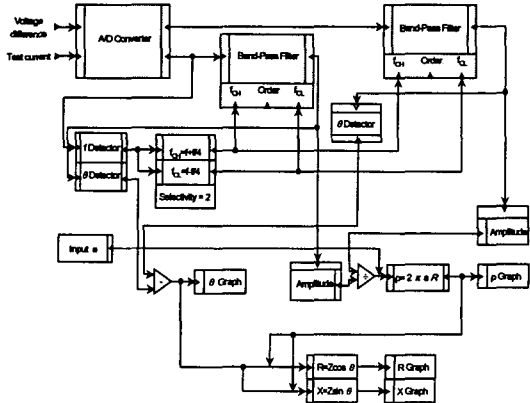 Voltage
difference
Test current
A/D Converter
Band-Pass Filter
Band-Pass Filter
fCH Order fCL
fCH Order fCL
θ Detector
f Detector
θ Detector
fCH=f+f/4
fCL=f-f/4
Selectivity = 2
Input a
Amplitude
- θ Graph
Amplitude
÷
ρ= 2 π a R
ρ Graph
R=Zcos θ
R Graph
X=Zsin θ
X Graph